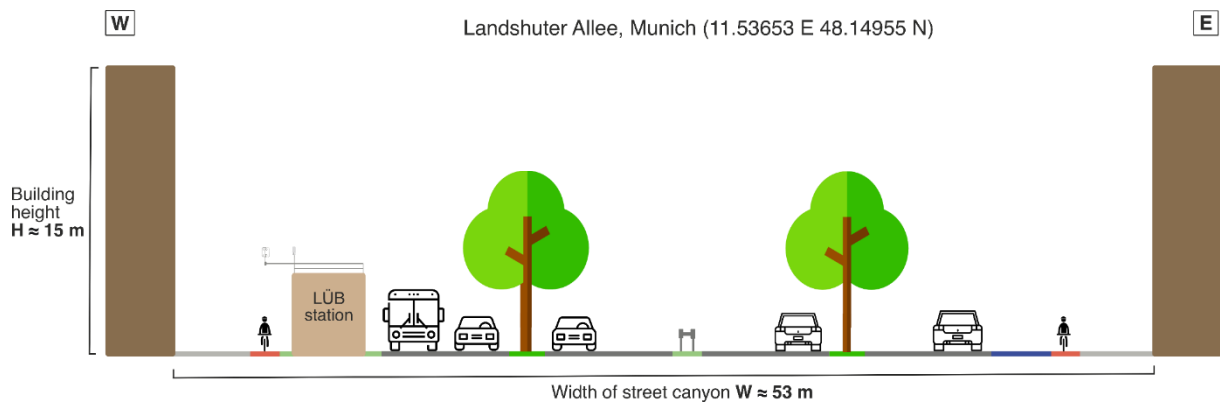 W
Landshuter Allee, Munich (11.53653 E 48.14955 N)
E
Building
height
H ≈ 15 m
LÜB
station
Width of street canyon W ≈ 53 m